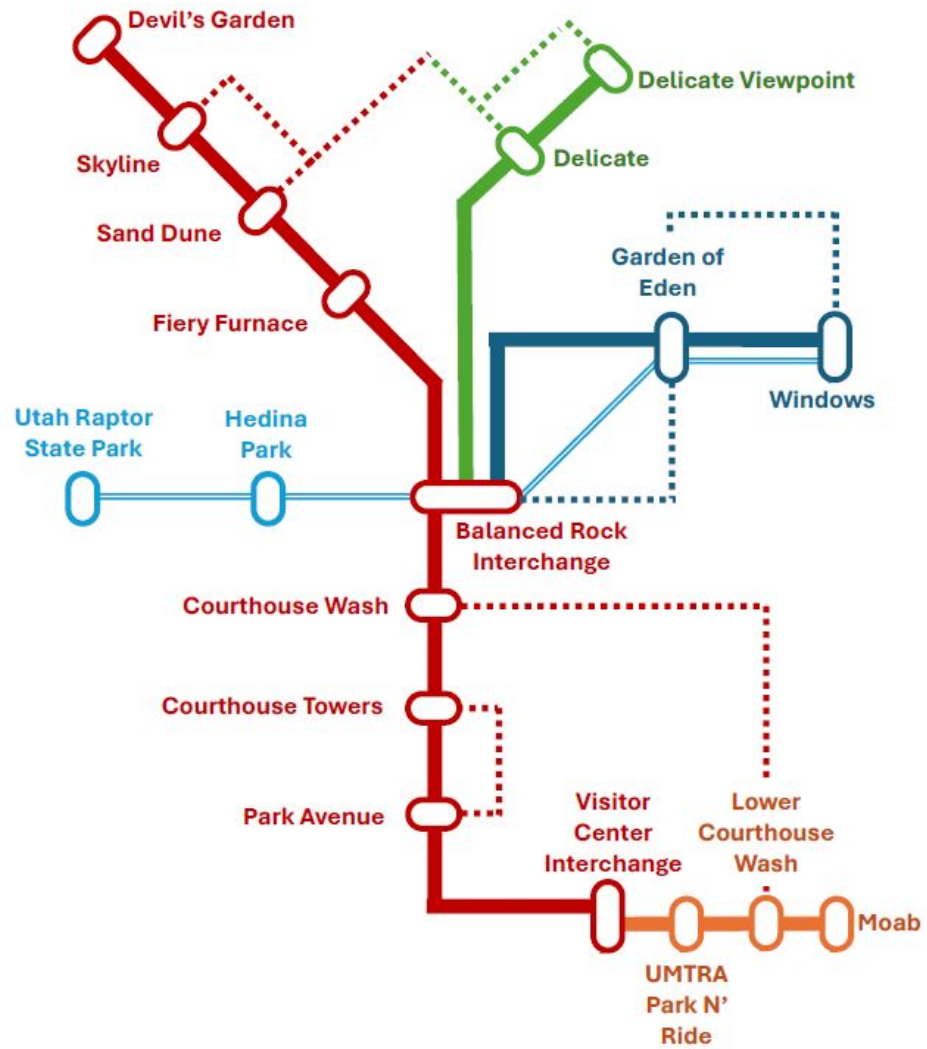 Devil's Garden
Delicate Viewpoint
Skyline
Delicate
Sand Dune
Garden of
Eden
Fiery Furnace
Windows
Utah Raptor
State Park
Hedina
Park
Balanced Rock
Interchange
Courthouse Wash
Courthouse Towers
Park Avenue
Visitor
Center
Interchange
Lower
Courthouse
Wash
Moab
UMTRA
Park N'
Ride